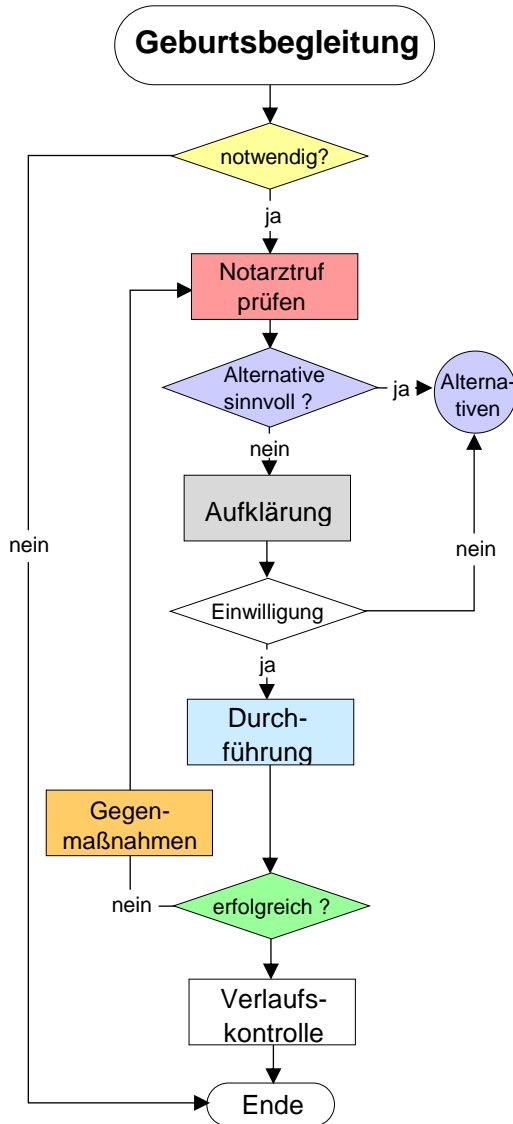 Geburtsbegleitung
notwendig?
ja
Notarztruf
prüfen
Alternative
sinnvoll ?
ja
Alterna-
tiven
nein
Aufklärung
nein
nein
Einwilligung
ja
Durch-
führung
Gegen-
maßnahmen
nein
erfolgreich ?
Verlaufs-
kontrolle
Ende